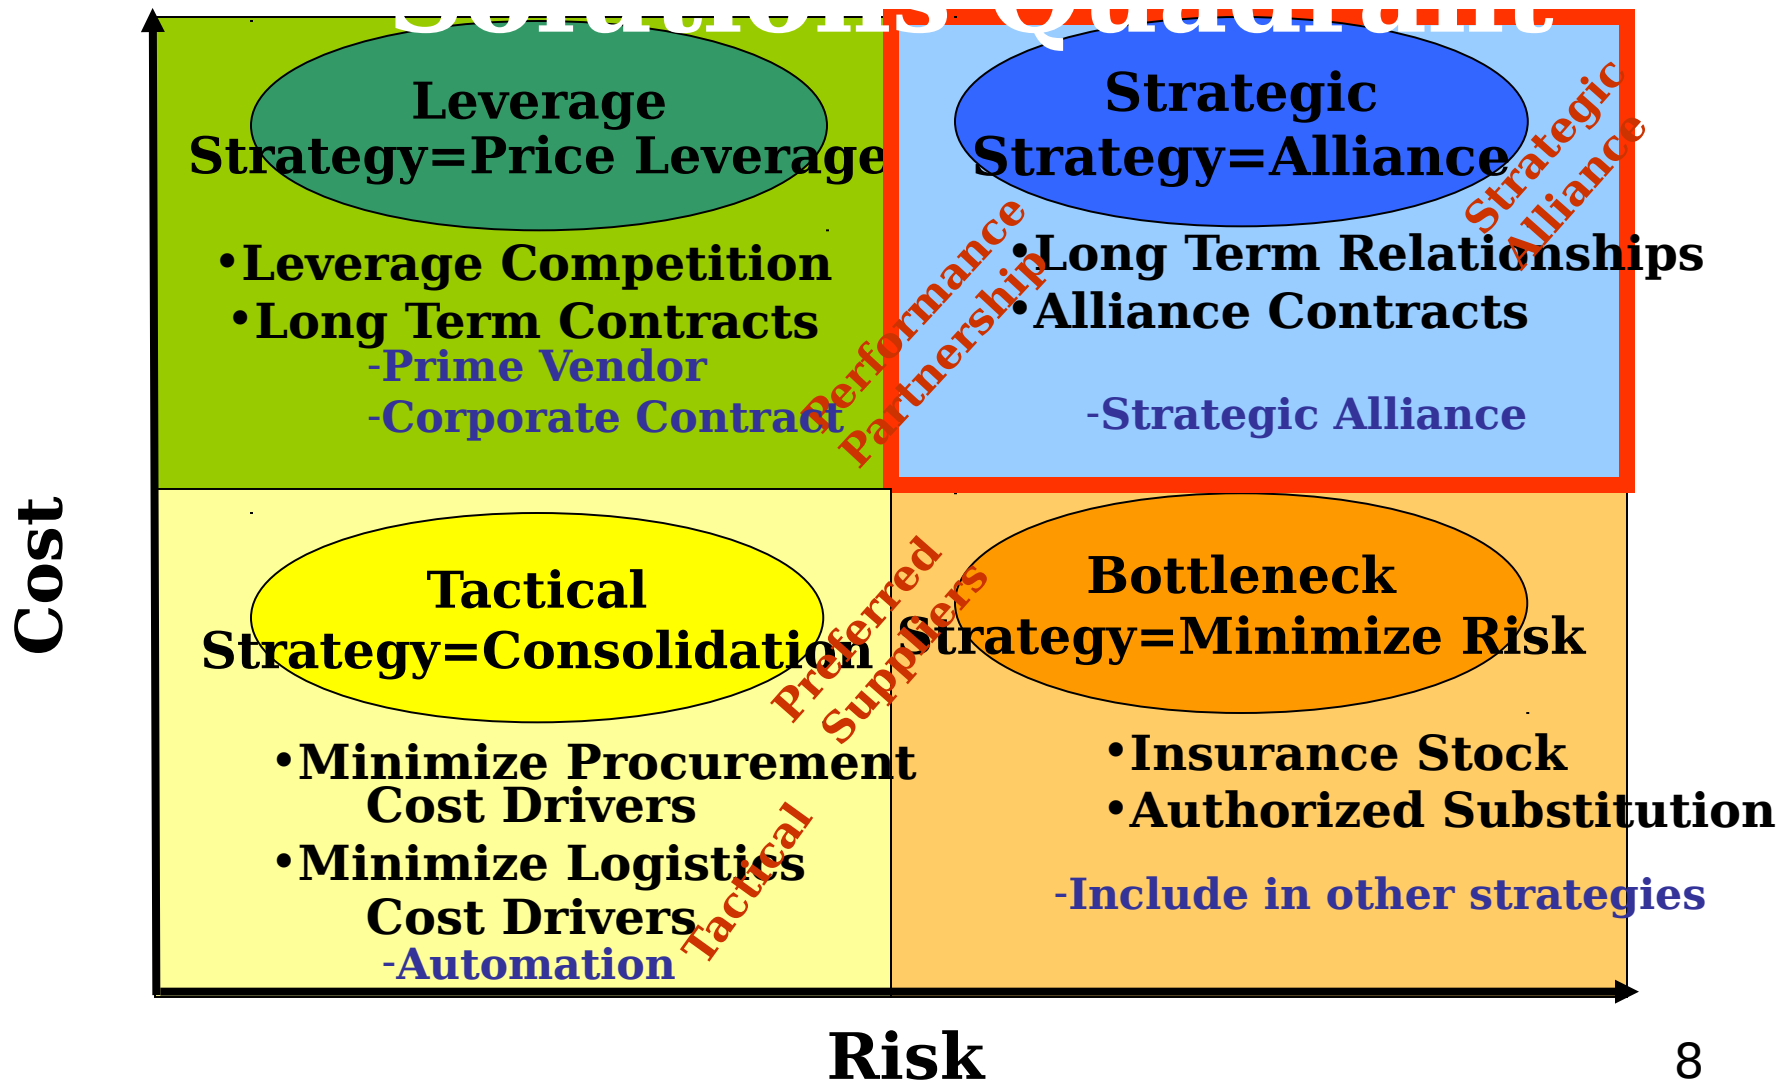 Solutions Quadrant
Leverage
Strategy=Price Leverage
•Leverage Competition
•Long Term Contracts
-Prime Vendor
-Corporate Contract
Strategic
Strategy=Alliance
•Long Term Relationships
•Alliance Contracts
-Strategic Alliance
Strategic
Alliance
Performance
Partnership
Cost
Tactical
Strategy=Consolidation
•Minimize Procurement
Cost Drivers
•Minimize Logistics
Cost Drivers
-Automation
Preferred
Suppliers
Tactical
Bottleneck
Strategy=Minimize Risk
•Insurance Stock
•Authorized Substitution
-Include in other strategies
Risk
8